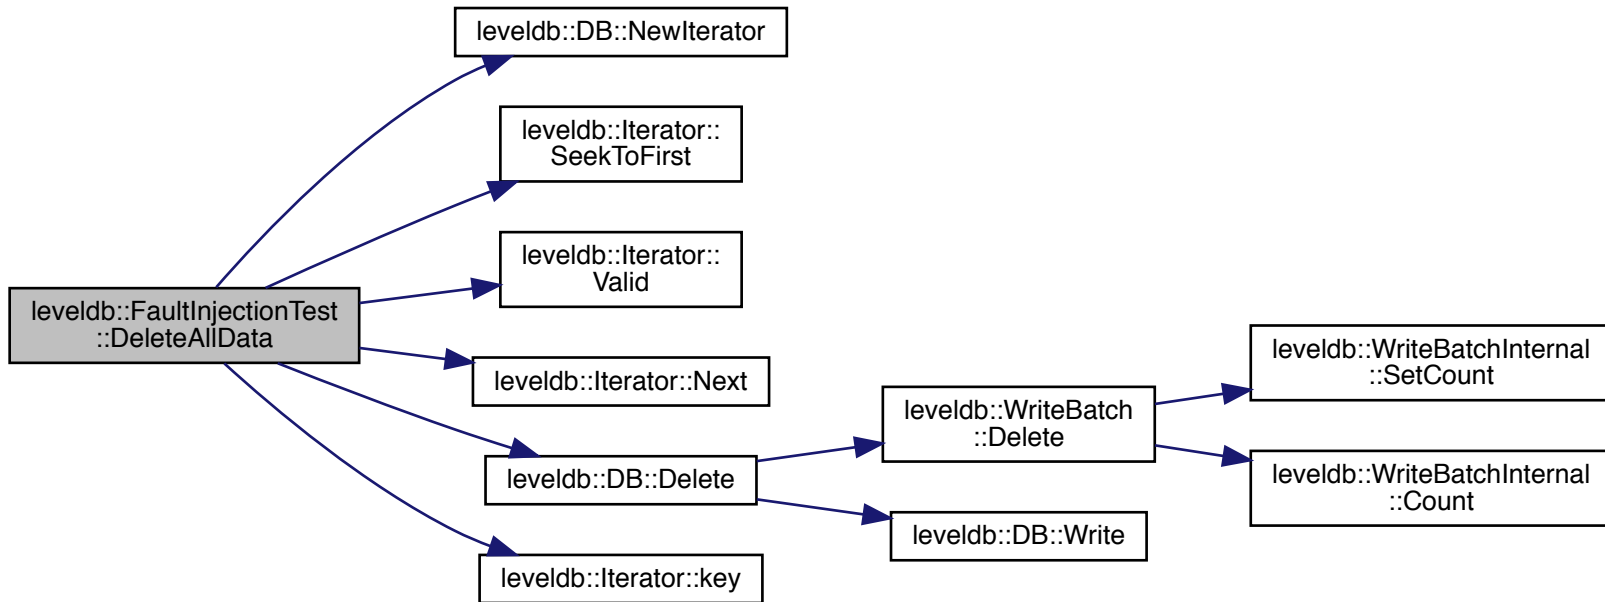 leveldb::DB::NewIterator
leveldb::Iterator::
SeekToFirst
leveldb::Iterator::
Valid
leveldb::FaultInjectionTest
::DeleteAllData
leveldb::Iterator::Next
leveldb::DB::Delete
leveldb::Iterator::key
leveldb::WriteBatch
::Delete
leveldb::DB::Write
leveldb::WriteBatchInternal
::SetCount
leveldb::WriteBatchInternal
::Count